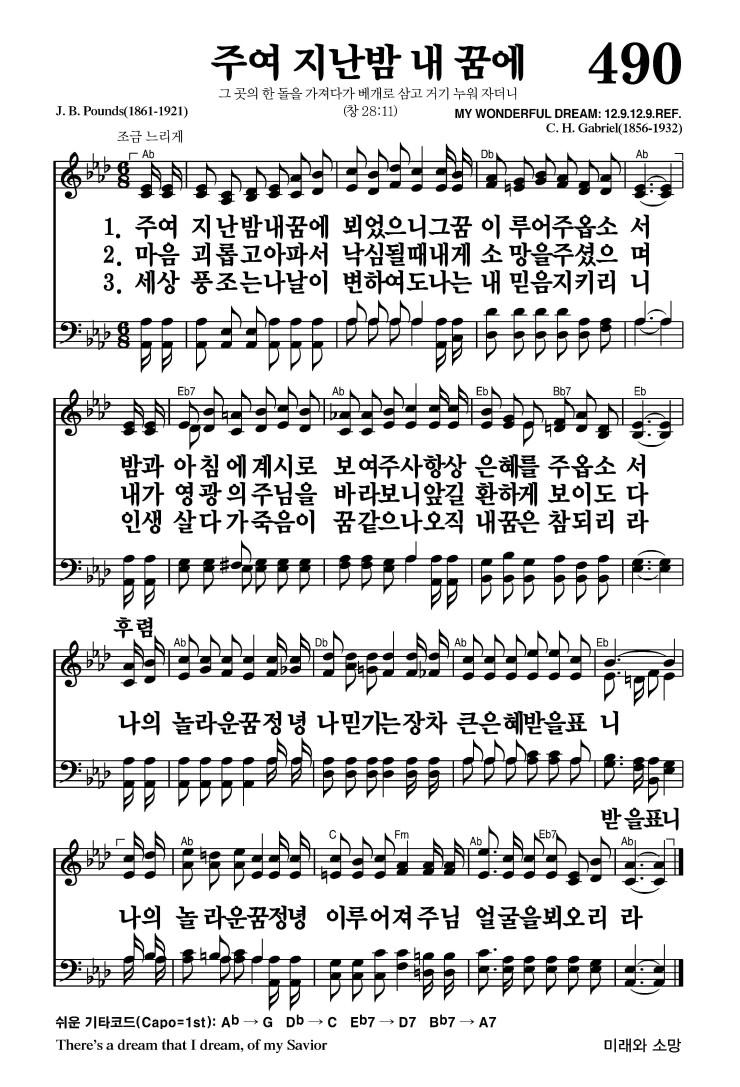 주여 지난밤 내 꿈에 490
그 곳의 한 돌을 가져다가 베개로 삼고 거기 누워 자더니
J. B. Pounds(1861-1921) (창 28:11) MY WONDERFUL DREAM: 12.9.12.9.REF.
C. H. Gabriel(1856-1932)
조금 느리게
Ab Db Ab
1. 주여 지난밤내꿈에 뵈었으니그꿈 이 루어주옵소 서
2. 마음 괴롭고아파서 낙심될때내게 소 망을주셨으 며
3. 세상 풍조는나날이 변하여도나는 내 믿음지키리 니
Eb7 Ab Eb Bb7 Eb
밤과 아침에계시로 보여주사항상 은혜를 주옵소 서
내가 영광의주님을 바라보니앞길 환하게 보이도 다
인생 살다가죽음이 꿈같으나오직 내꿈은 참되리 라
후렴
Ab Db Ab Eb
나의 놀라운꿈정녕 나믿기는장차 큰은혜받을표 니
받을표니
Ab C Fm Ab Eb7 Ab
나의 놀라운꿈정녕 이루어져주님 얼굴을뵈오리 라
쉬운 기타코드(Capo=1st): Ab → G Db → C Eb7 → D7 Bb7 → A7
There's a dream that I dream, of my Savior 미래와 소망